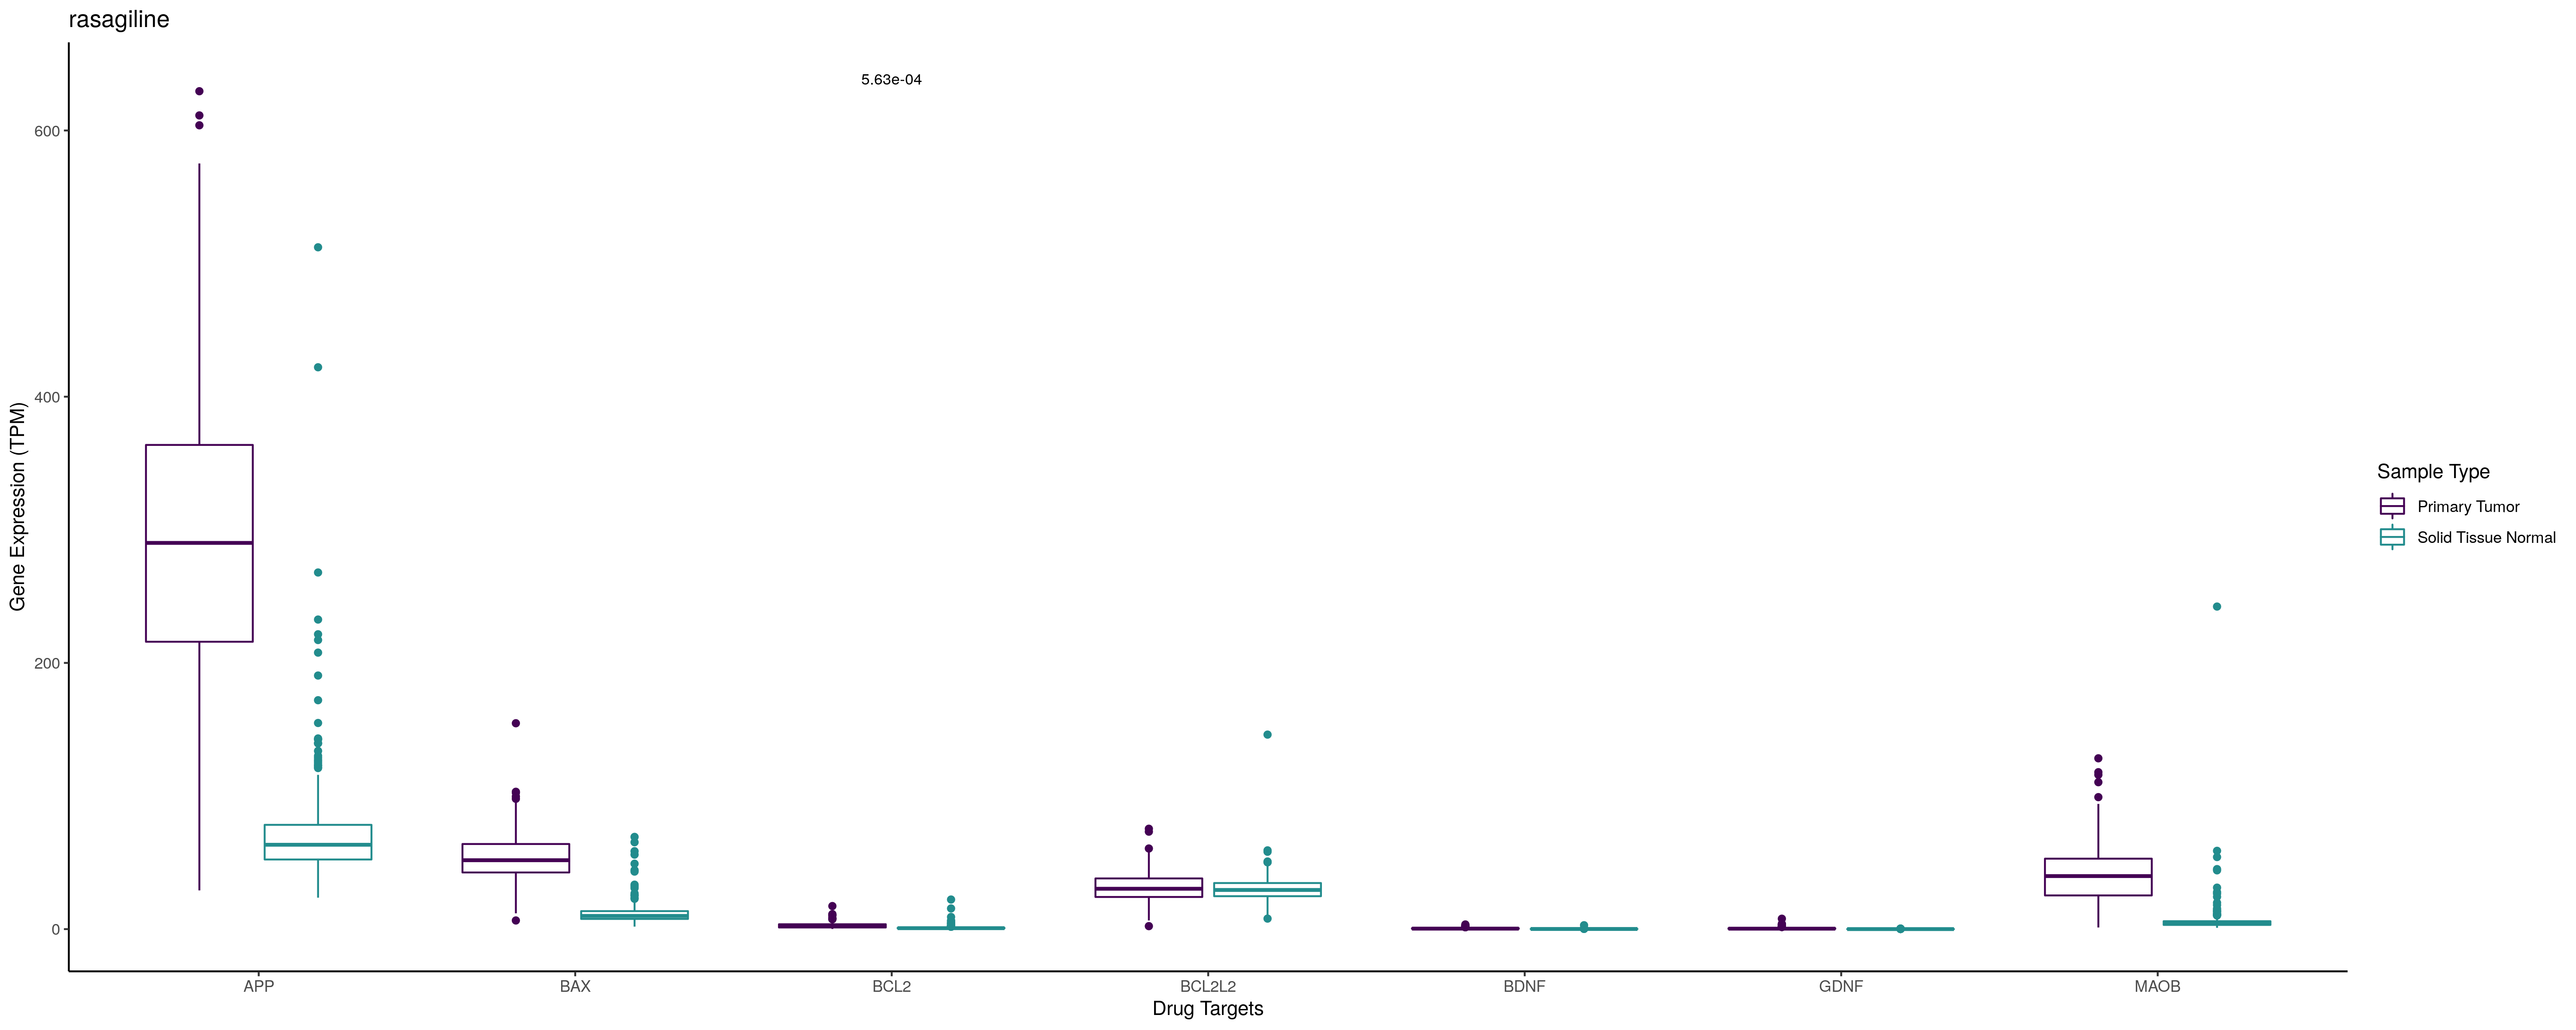 rasagiline
5.63e-04
600
400
200
0
Gene Expression (TPM)
APP
BAX
BCL2
BCL2L2
BDNF
GDNF
MAOB
Drug Targets
Sample Type
Primary Tumor
Solid Tissue Normal